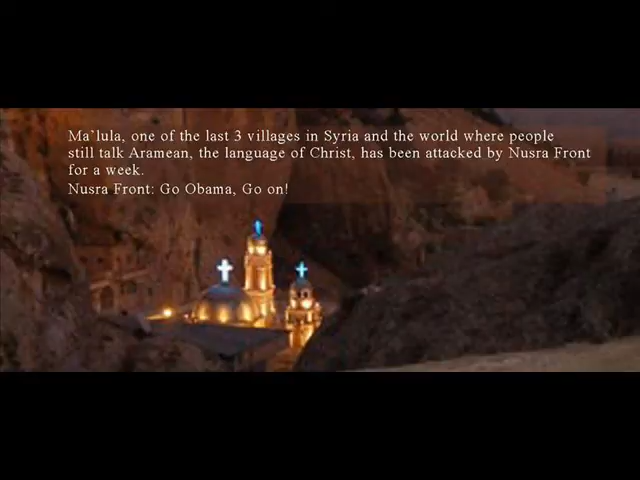 Ma'lula, one of the last 3 villages in Syria and the world where people
still talk Aramean, the language of Christ, has been attacked by Nusra Front
for a week.
Nusra Front: Go Obama, Go on!